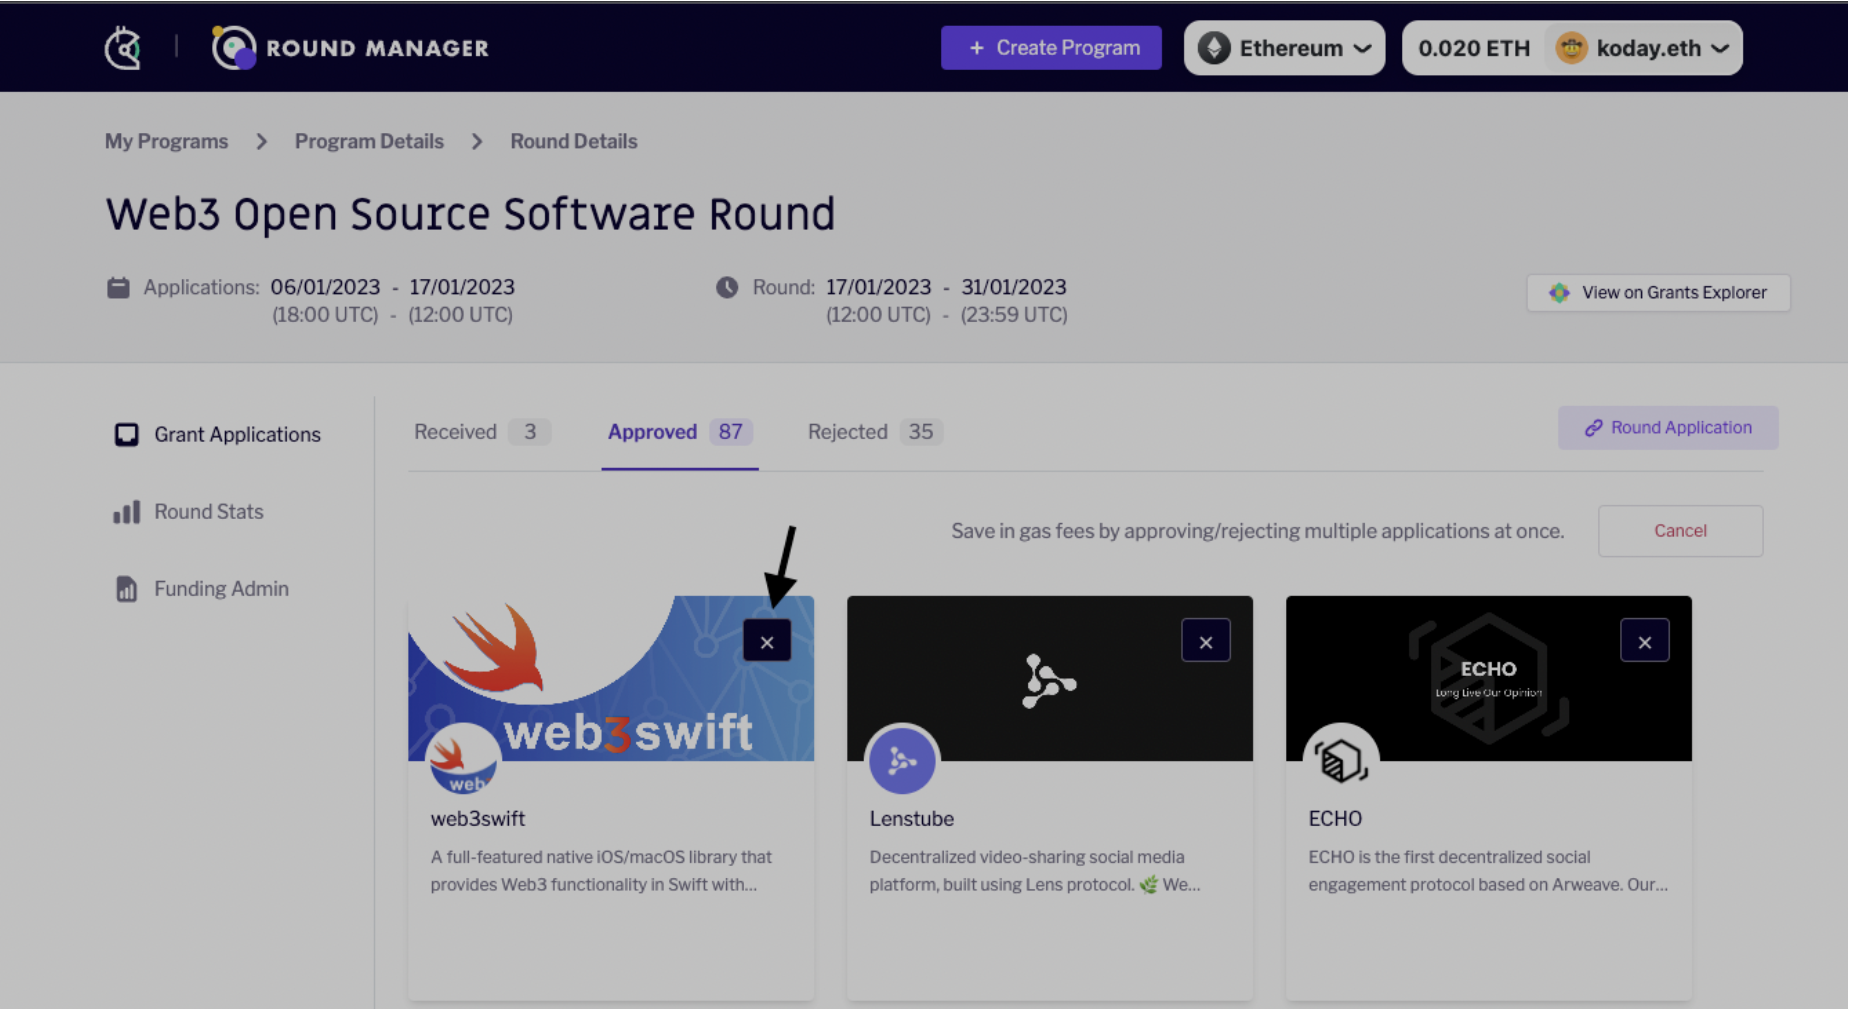 ROUND MANAGER
+ Create Program
Ethereum
0.020 ETH
koday.eth
My Programs > Program Details > Round Details
Web3 Open Source Software Round
Applications: 06/01/2023 - 17/01/2023
(18:00 UTC) - (12:00 UTC)
Round: 17/01/2023 - 31/01/2023
(12:00 UTC) - (23:59 UTC)
View on Grants Explorer
Grant Applications
Round Stats
Funding Admin
Received 3
Approved 87
Rejected 35
Round Application
Save in gas fees by approving/rejecting multiple applications at once.
Cancel
web3swift
web
web3swift
A full-featured native iOS/macOS library that
provides Web3 functionality in Swift with...
Lenstube
Decentralized video-sharing social media
platform, built using Lens protocol. 🌿 We...
ECHO
Long Live Our Opinion
ECHO
ECHO is the first decentralized social
engagement protocol based on Arweave. Our...